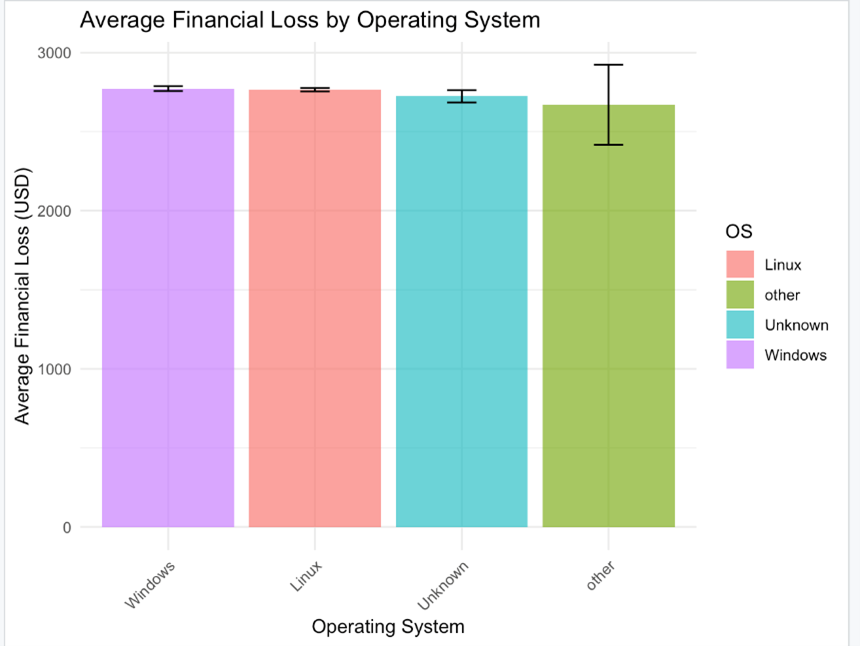 Average Financial Loss by Operating System
3000
2000
1000
0
Average Financial Loss (USD)
Windows
Linux
Unknown
other
Operating System
OS
Linux
other
Unknown
Windows